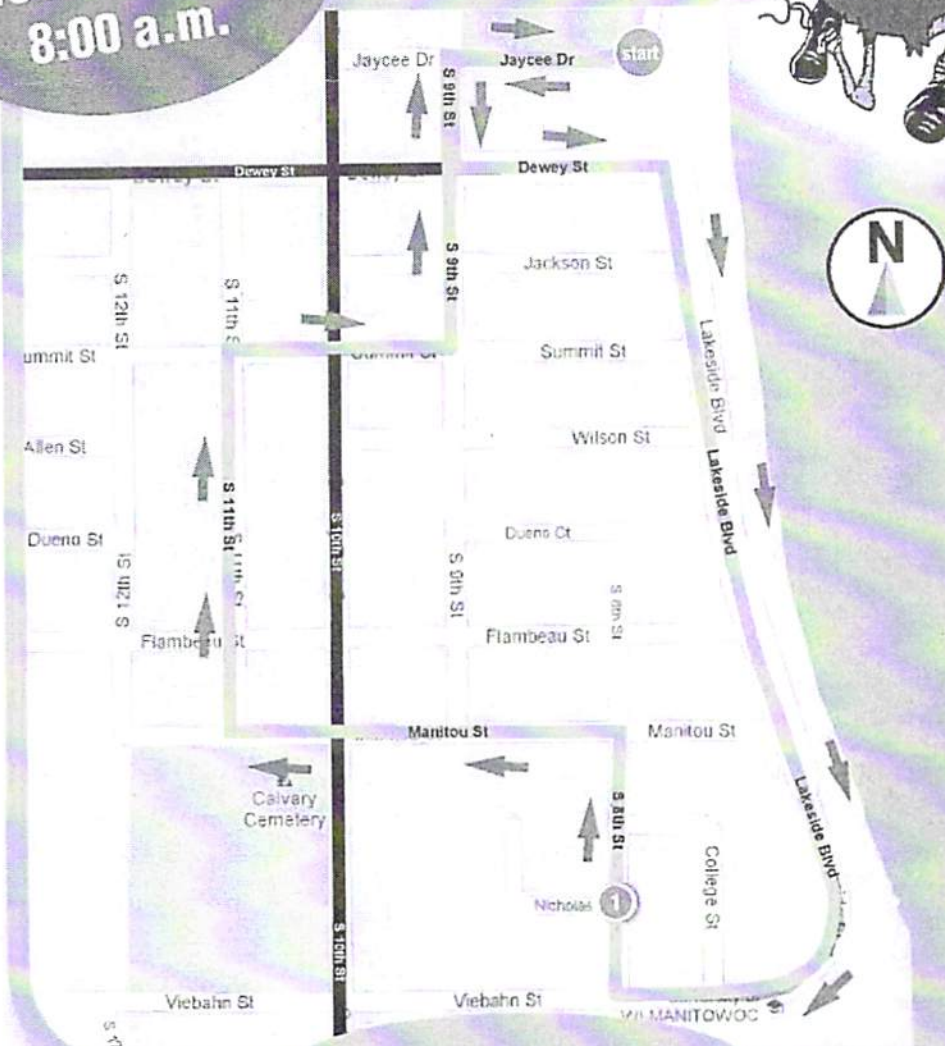 8:00 a.m.
Jaycee Dr
Jaycee Dr
start
S 9th St
Dewey St
Dewey St
N
S 9th St
Jackson St
S 12th St
S 11th S
Lakeside Blvd
ummit St
Summit St
Summit St
Wilson St
Allen St
Lakeside Blvd
S 11th St
S 10th St
Dueno St
Dueno Ct
S 12th St
S 9th St
S 8th St
Flambeau St
Flambeau St
Manitou St
Manitou St
Calvary
Cemetery
Lakeside Blvd
S 8th St
College St
Nicholas
1
S 10th St
Viebahn St
Viebahn St
MANITOWOC